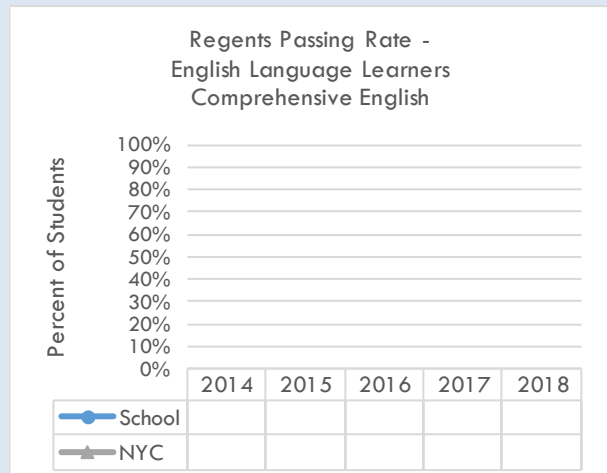 Regents Passing Rate -
English Language Learners
Comprehensive English
Percent of Students
100%
90%
80%
70%
60%
50%
40%
30%
20%
10%
0%
2014 2015 2016 2017 2018
School
NYC